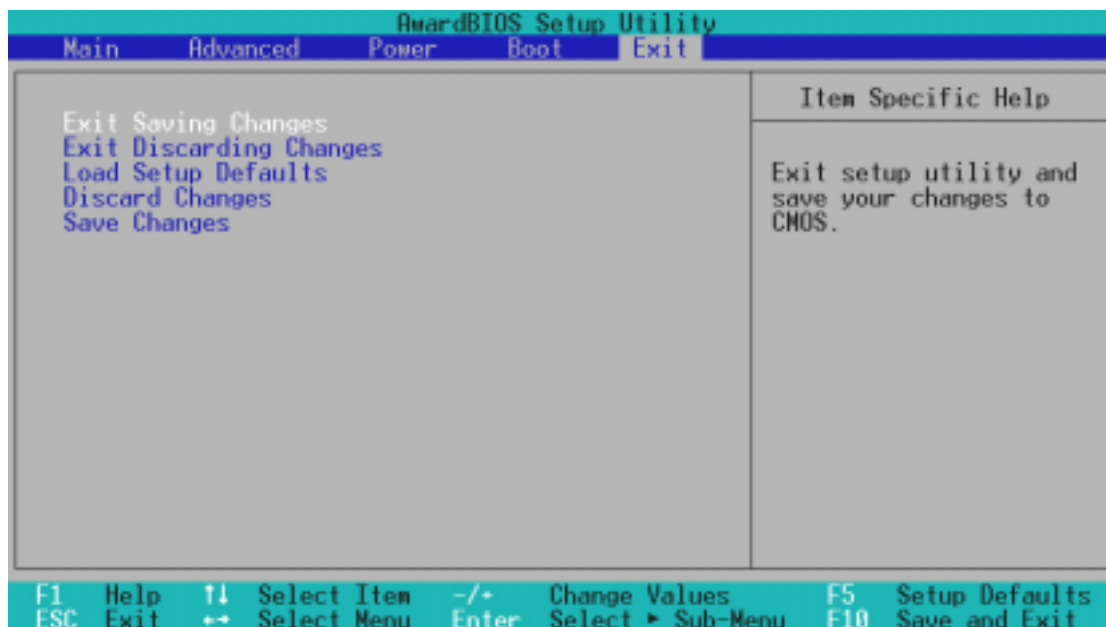 AwardBIOS Setup Utility
Main Advanced Power Boot Exit
Exit Saving Changes
Exit Discarding Changes
Load Setup Defaults
Discard Changes
Save Changes
Item Specific Help
Exit setup utility and
save your changes to
CMOS.
F1 Help ↑↓ Select Item -/+ Change Values F5 Setup Defaults
ESC Exit ←→ Select Menu Enter Select ► Sub-Menu F10 Save and Exit